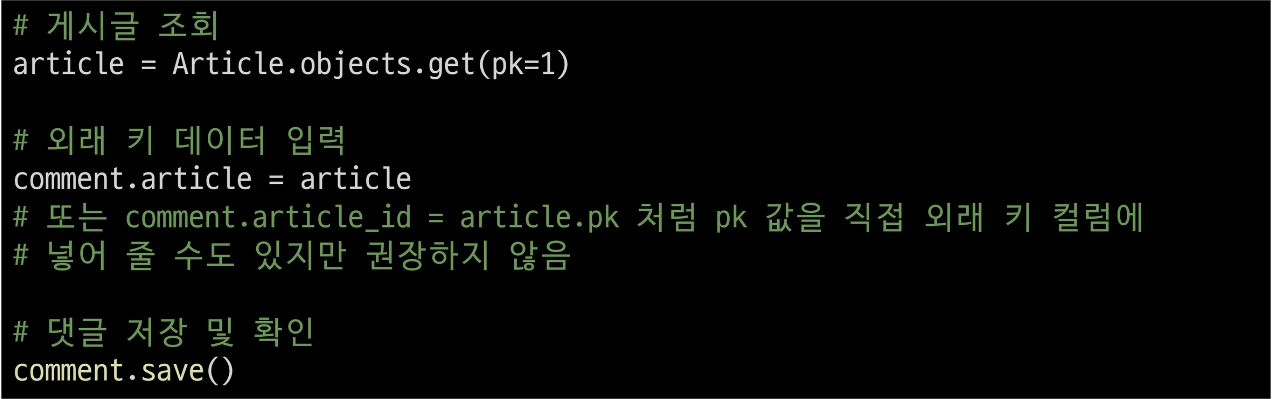 # 게시글 조회
article = Article.objects.get(pk=1)
# 외래 키 데이터 입력
comment.article = article
# 또는 comment.article_id = article.pk 처럼 pk 값을 직접 외래 키 컬럼에
# 넣어 줄 수도 있지만 권장하지 않음
# 댓글 저장 및 확인
comment.save()